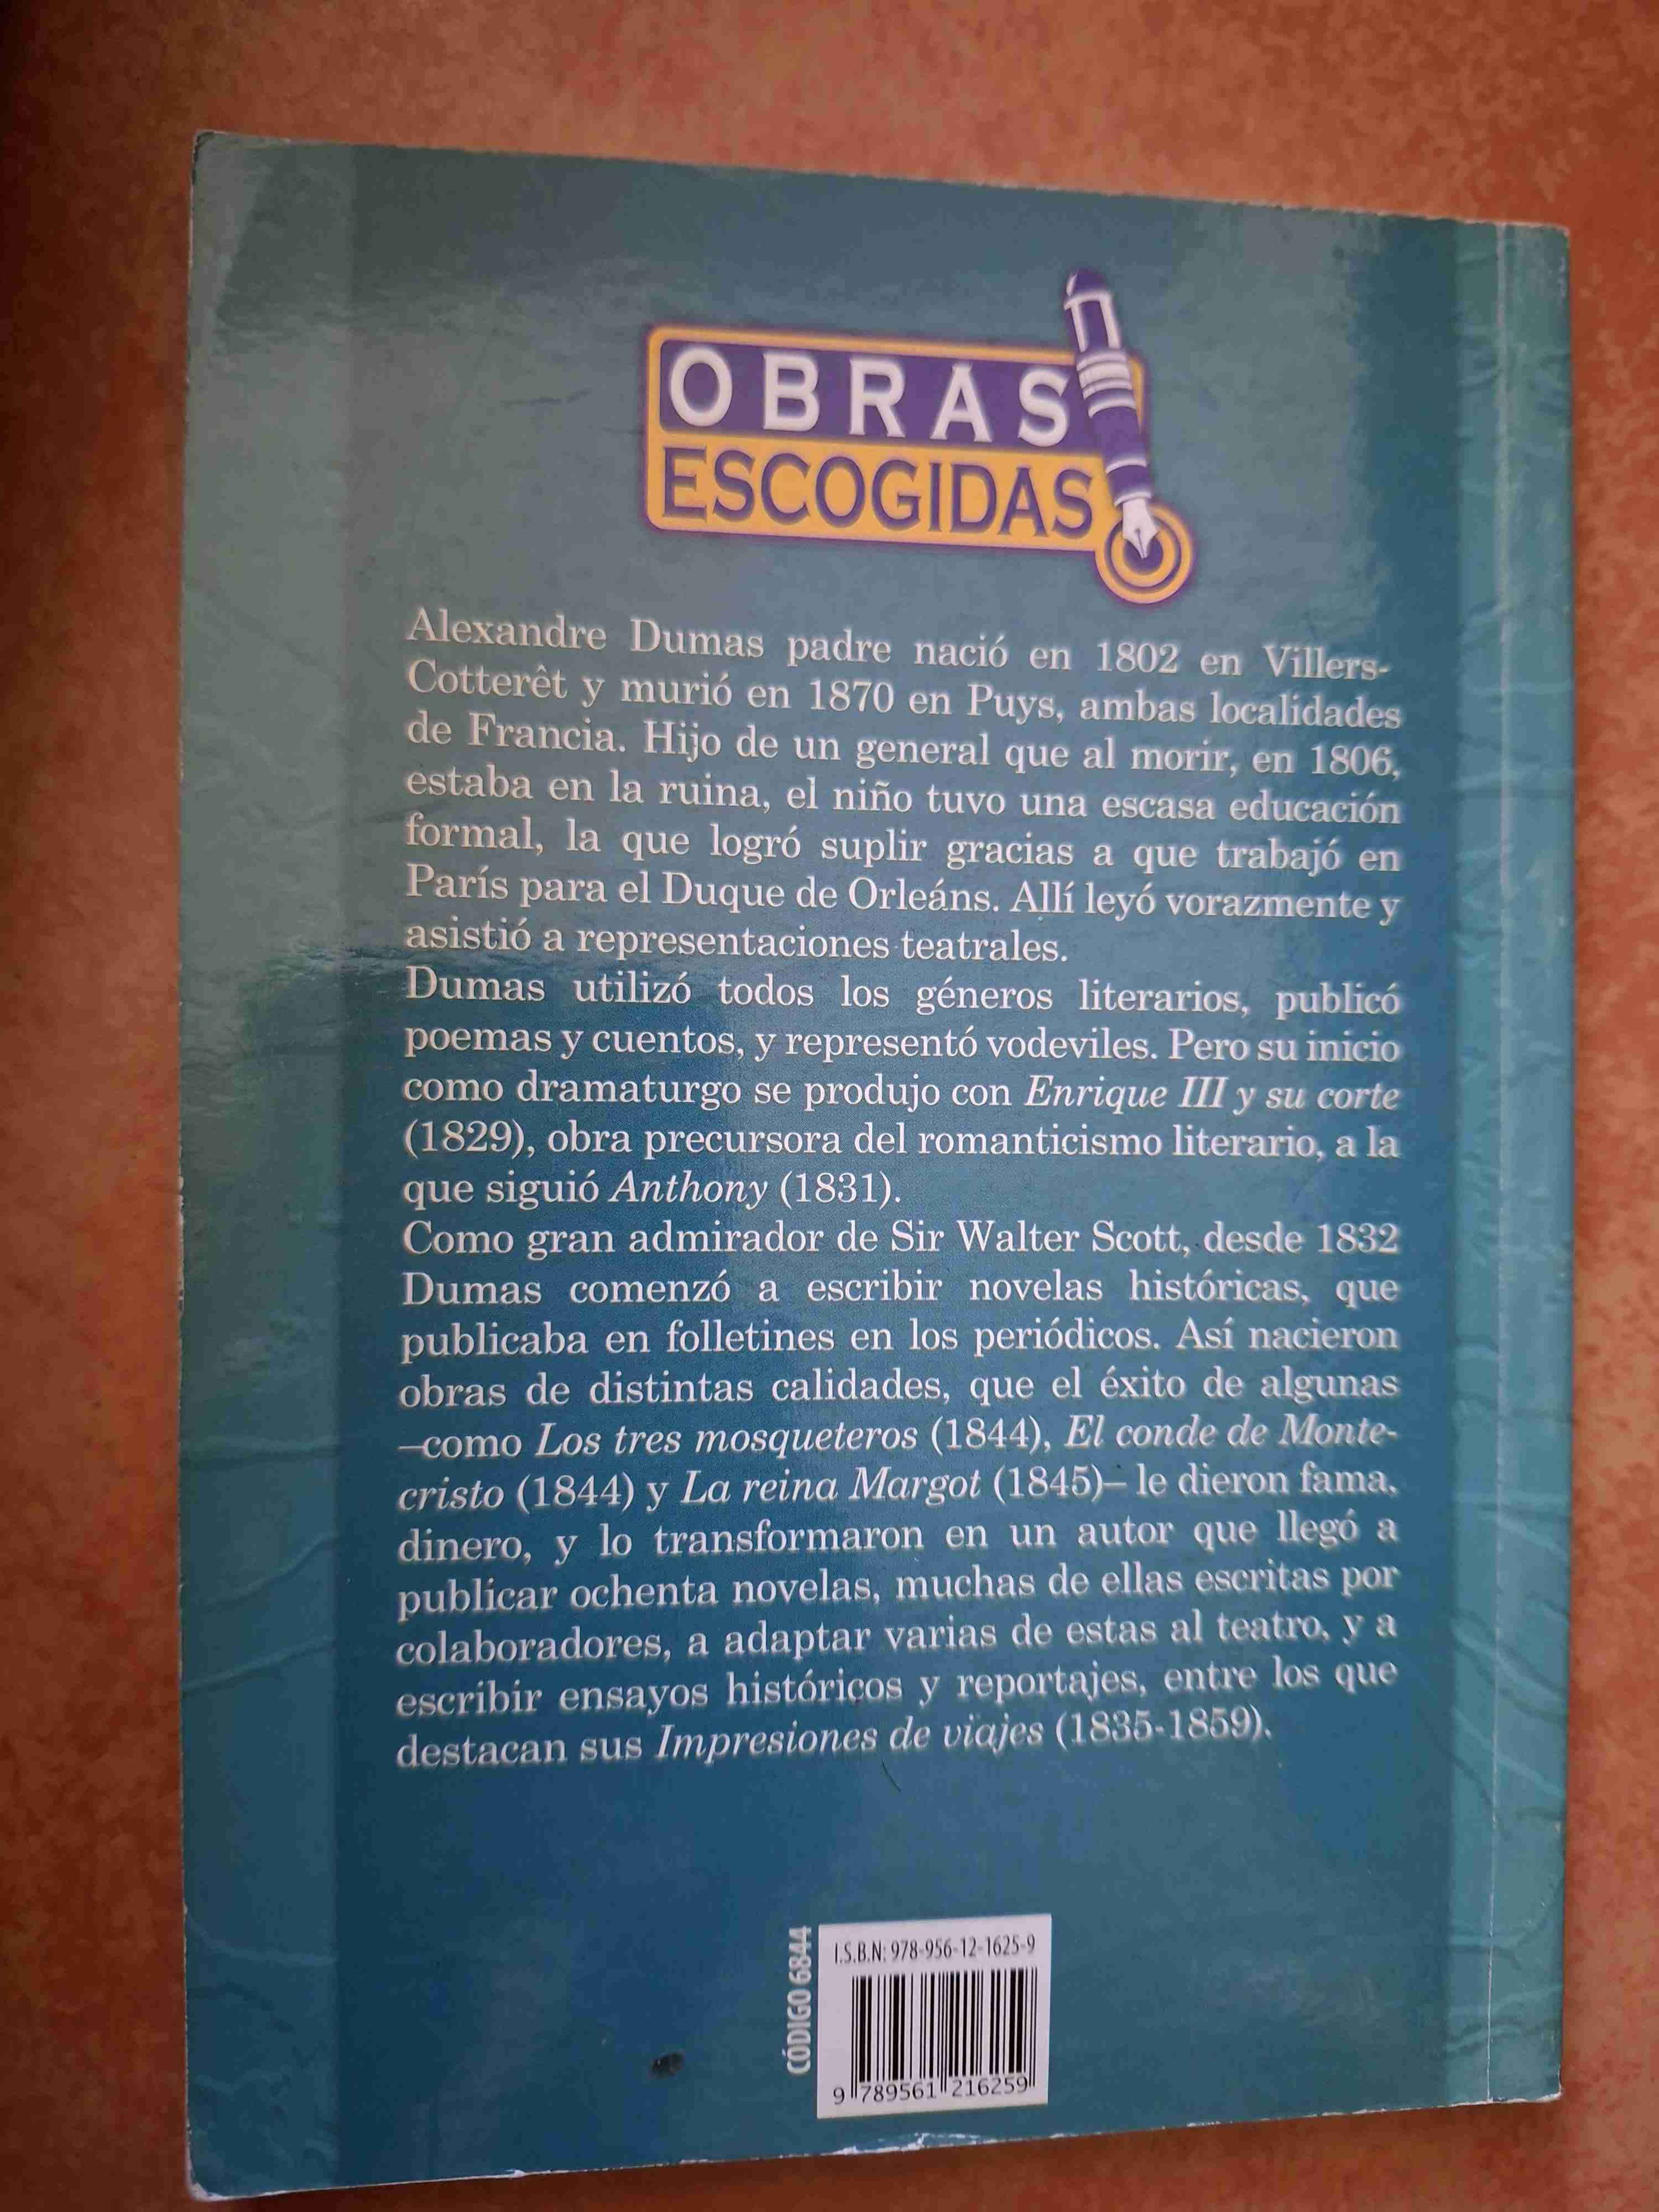 OBRAS
ESCOGIDAS
Alexandre Dumas padre nació en 1802 en Villers-
Cotterêt y murió en 1870 en Puys, ambas localidades
de Francia. Hijo de un general que al morir, en 1806,
estaba en la ruina, el niño tuvo una escasa educación
formal, la que logró suplir gracias a que trabajó en
París para el Duque de Orleáns. Allí leyó vorazmente y
asistió a representaciones teatrales.
Dumas utilizó todos los géneros literarios, publicó
poemas y cuentos, y representó vodeviles. Pero su inicio
como dramaturgo se produjo con Enrique III y su corte
(1829), obra precursora del romanticismo literario, a la
que siguió Anthony (1831).
Como gran admirador de Sir Walter Scott, desde 1832
Dumas comenzó a escribir novelas históricas, que
publicaba en folletines en los periódicos. Así nacieron
obras de distintas calidades, que el éxito de algunas
–como Los tres mosqueteros (1844), El conde de Monte-
cristo (1844) y La reina Margot (1845)– le dieron fama,
dinero, y lo transformaron en un autor que llegó a
publicar ochenta novelas, muchas de ellas escritas por
colaboradores, a adaptar varias de estas al teatro, y a
escribir ensayos históricos y reportajes, entre los que
destacan sus Impresiones de viajes (1835-1859).
CÓDIGO 6844
I.S.B.N: 978-956-12-1625-9
9 789561 216259